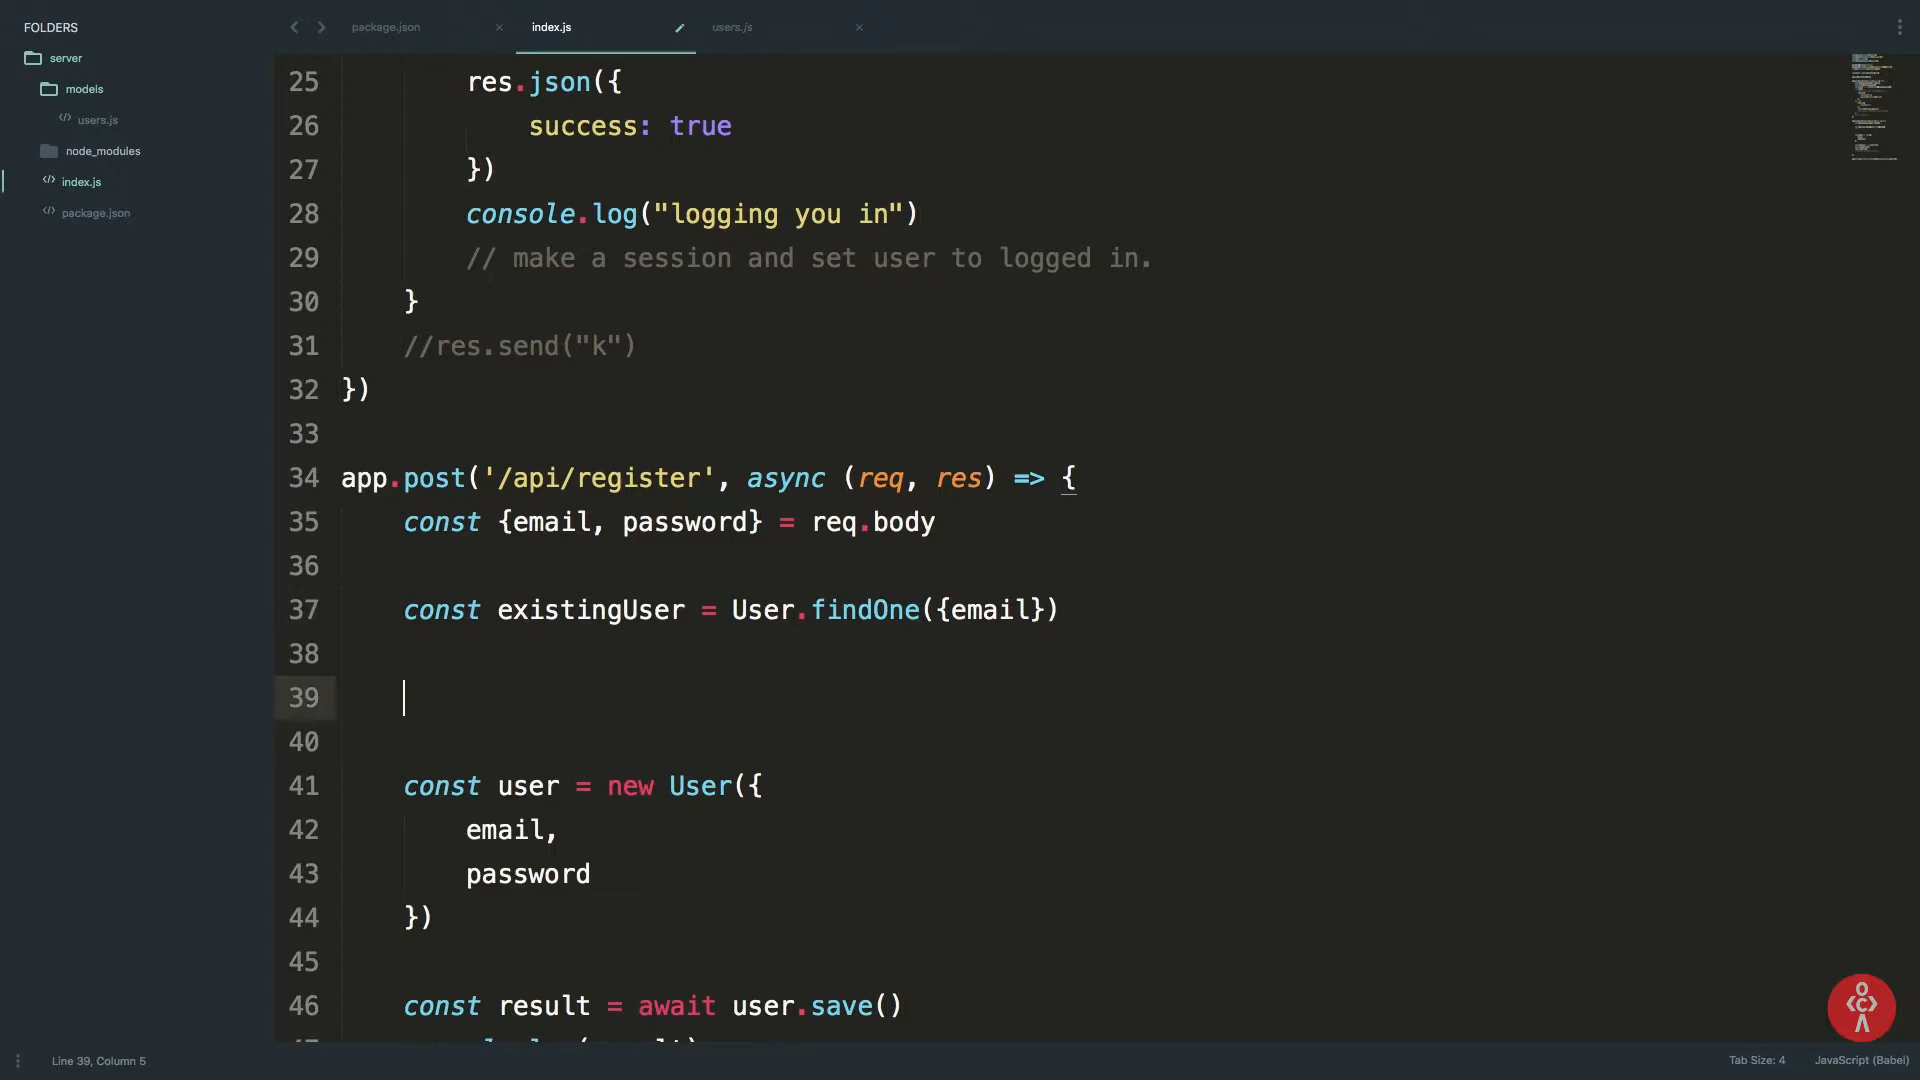 FOLDERS
server
models
users.js
node_modules
index.js
package.json
package.json
index.js
users.js
25 res.json({
26 success: true
27 })
28 console.log("logging you in")
29 // make a session and set user to logged in.
30 }
31 //res.send("k")
32 })
33
34 app.post('/api/register', async (req, res) => {
35 const {email, password} = req.body
36
37 const existingUser = User.findOne({email})
38
39
40
41 const user = new User({
42 email,
43 password
44 })
45
46 const result = await user.save()
Line 39, Column 5
Tab Size: 4
JavaScript (Babel)